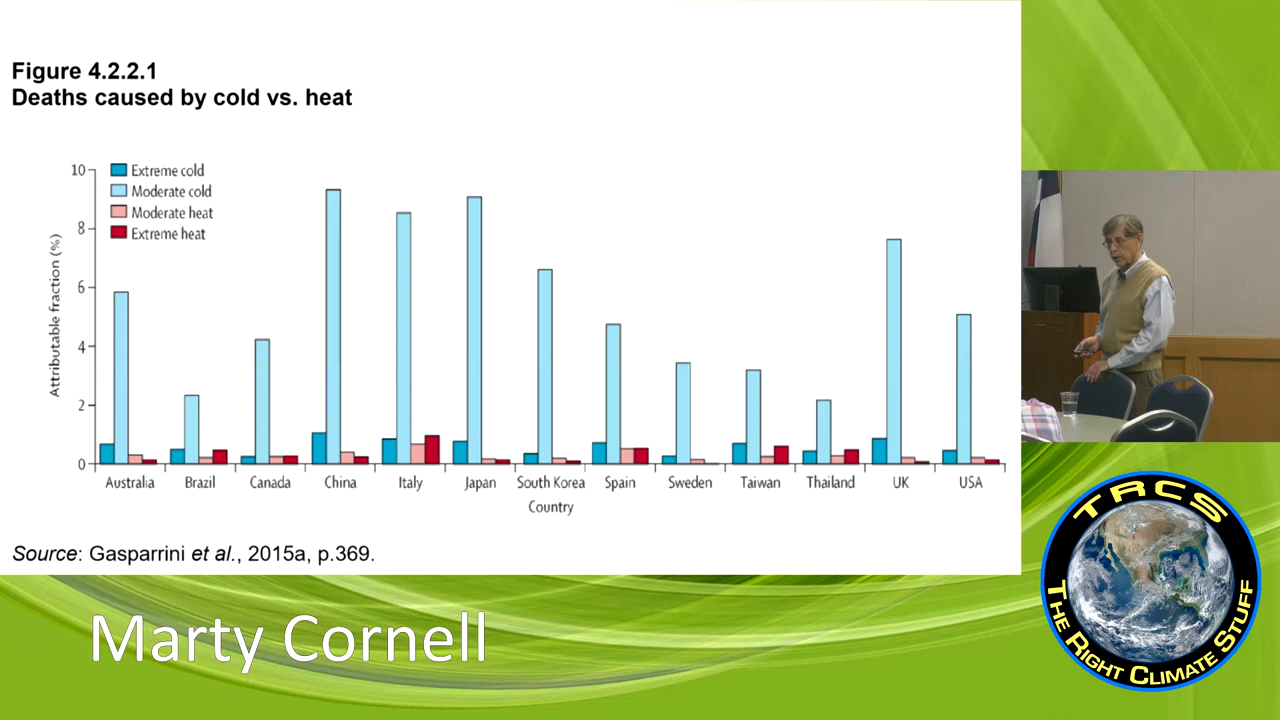 Figure 4.2.2.1
Deaths caused by cold vs. heat
10
8
6
4
2
0
Attributable fraction (%)
Extreme cold
Moderate cold
Moderate heat
Extreme heat
Australia Brazil Canada China Italy Japan South Korea Spain Sweden Taiwan Thailand UK USA
Country
Source: Gasparrini et al., 2015a, p.369.
Marty Cornell
TRCS
THE RIGHT CLIMATE STUFF